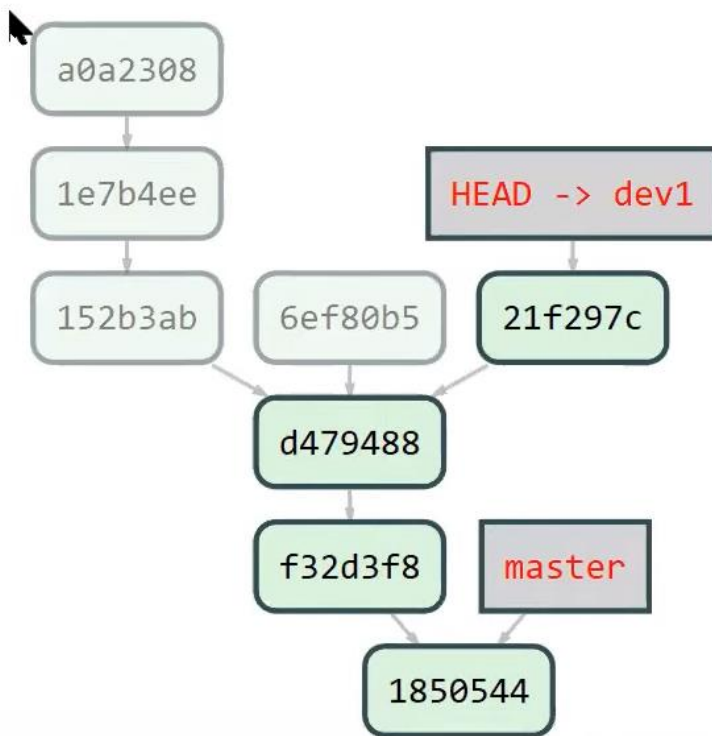 a0a2308
1e7b4ee
HEAD -> dev1
152b3ab
6ef80b5
21f297c
d479488
f32d3f8
master
1850544